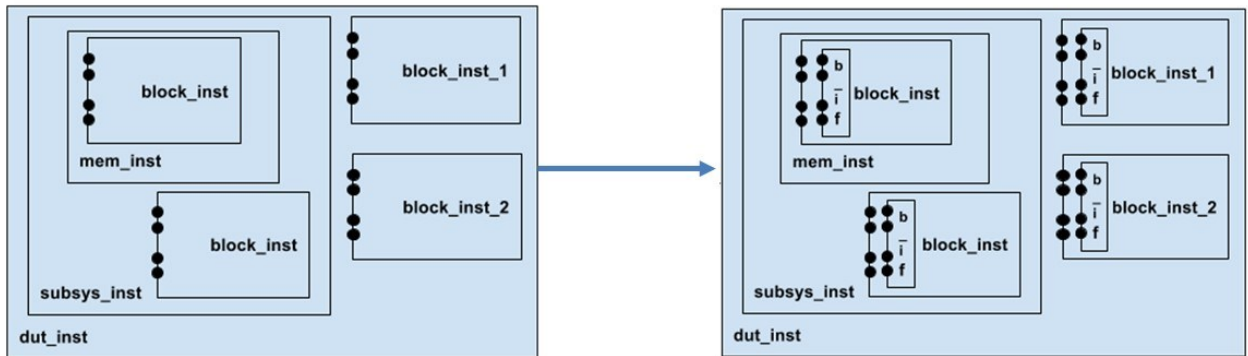 block_inst
mem_inst
block_inst
subsys_inst
dut_inst
block_inst_1
block_inst_2
b
i
f
block_inst
mem_inst
b
i
f
block_inst
subsys_inst
dut_inst
b
i
f
block_inst_1
b
i
f
block_inst_2